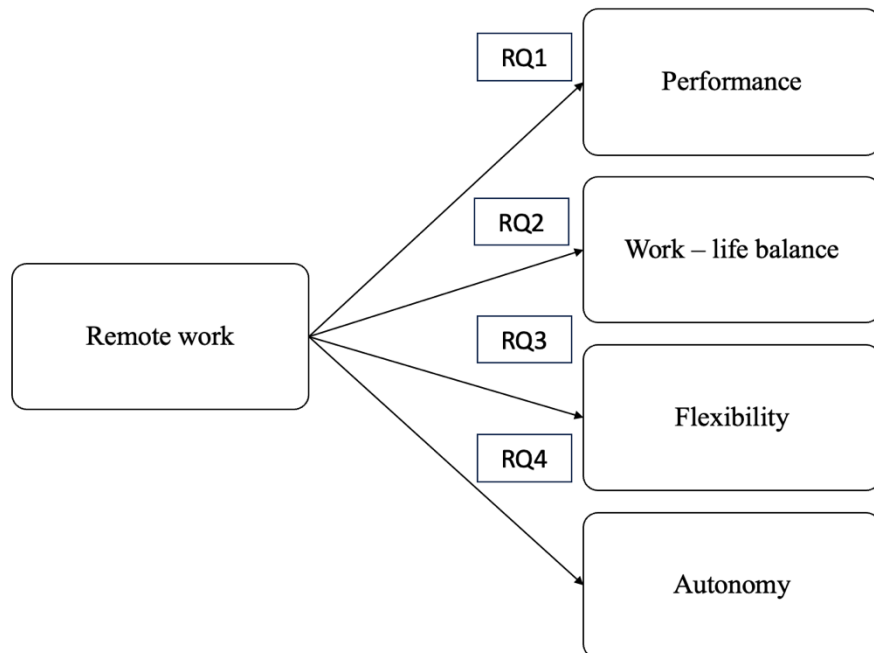 RQ1
Performance
RQ2
Work – life balance
Remote work
RQ3
Flexibility
RQ4
Autonomy